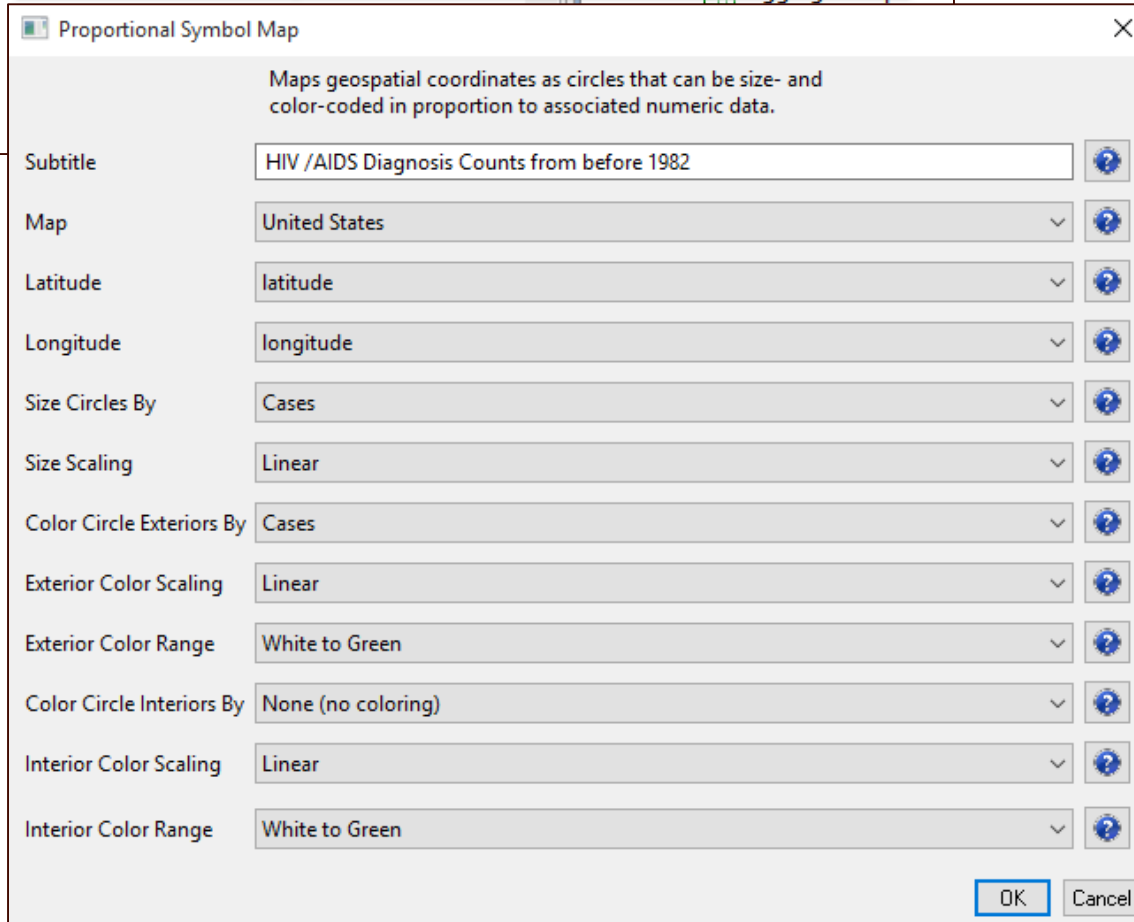 Proportional Symbol Map
Maps geospatial coordinates as circles that can be size- and
color-coded in proportion to associated numeric data.
Subtitle HIV /AIDS Diagnosis Counts from before 1982
Map United States
Latitude latitude
Longitude longitude
Size Circles By Cases
Size Scaling Linear
Color Circle Exteriors By Cases
Exterior Color Scaling Linear
Exterior Color Range White to Green
Color Circle Interiors By None (no coloring)
Interior Color Scaling Linear
Interior Color Range White to Green
OK Cancel